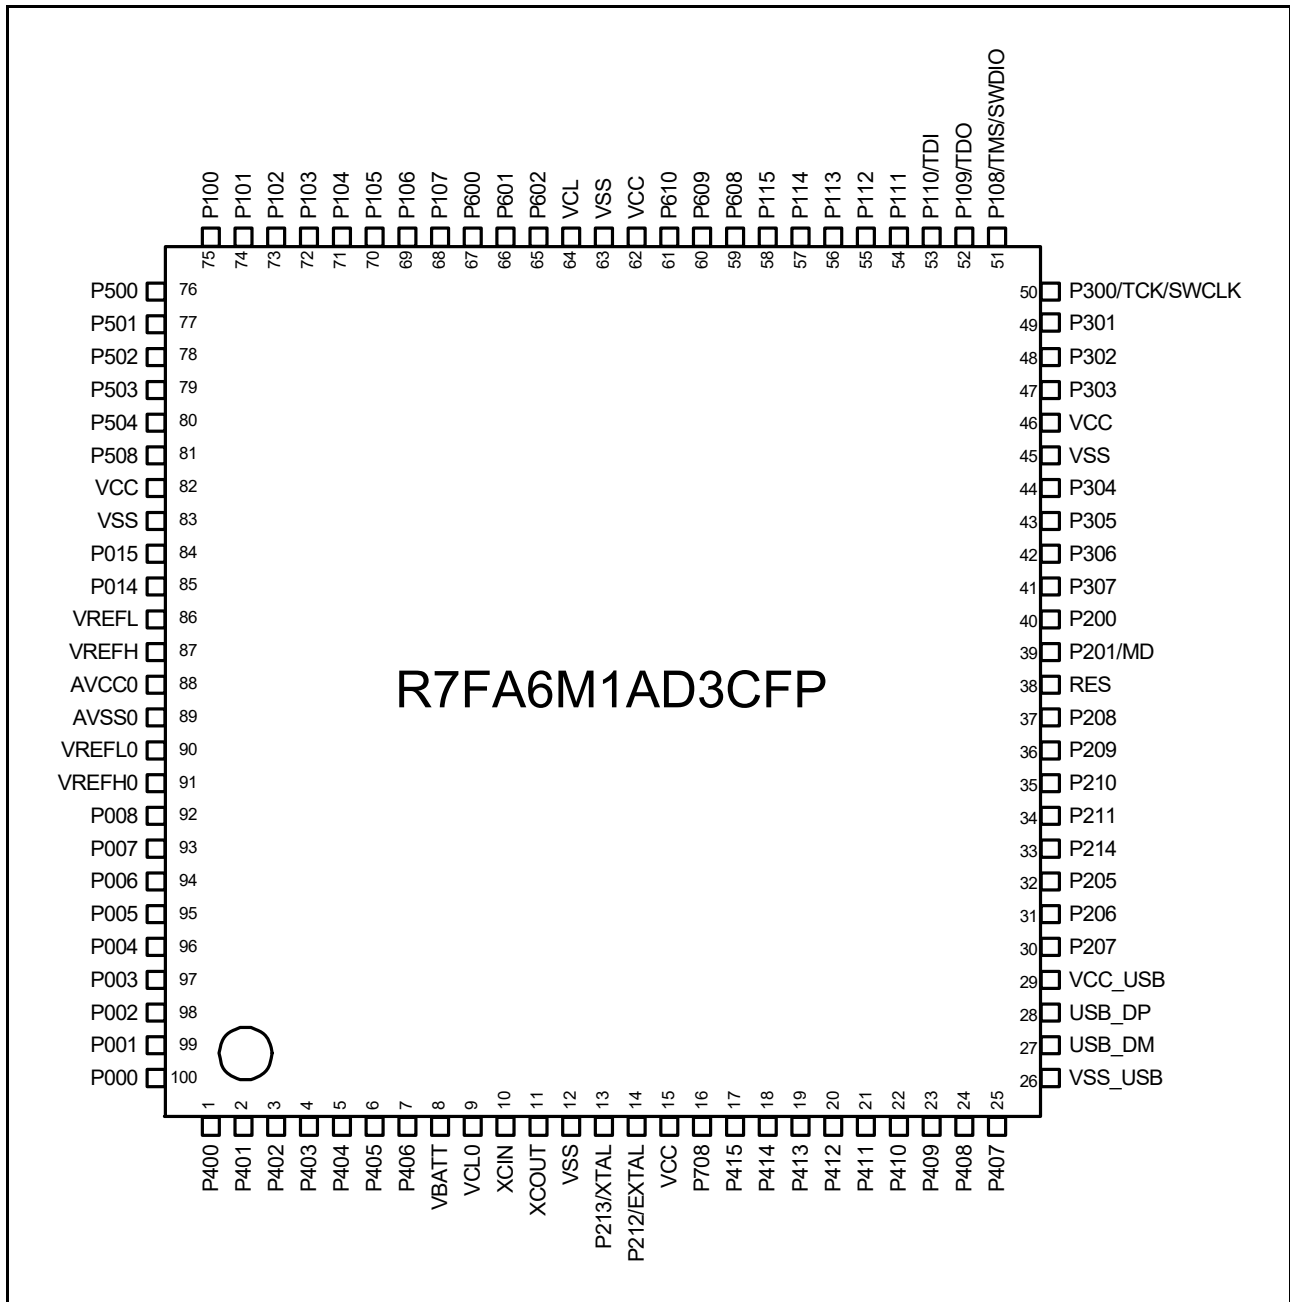 P100
P101
P102
P103
P104
P105
P106
P107
P600
P601
P602
VCL
VSS
VCC
P610
P609
P608
P115
P114
P113
P112
P111
P110/TDI
P109/TDO
P108/TMS/SWDIO
75
74
73
72
71
70
69
68
67
66
65
64
63
62
61
60
59
58
57
56
55
54
53
52
51
P500 76
P501 77
P502 78
P503 79
P504 80
P508 81
VCC 82
VSS 83
P015 84
P014 85
VREFL 86
VREFH 87
AVCC0 88
AVSS0 89
VREFL0 90
VREFH0 91
P008 92
P007 93
P006 94
P005 95
P004 96
P003 97
P002 98
P001 99
P000 100
R7FA6M1AD3CFP
50 P300/TCK/SWCLK
49 P301
48 P302
47 P303
46 VCC
45 VSS
44 P304
43 P305
42 P306
41 P307
40 P200
39 P201/MD
38 RES
37 P208
36 P209
35 P210
34 P211
33 P214
32 P205
31 P206
30 P207
29 VCC_USB
28 USB_DP
27 USB_DM
26 VSS_USB
1
2
3
4
5
6
7
8
9
10
11
12
13
14
15
16
17
18
19
20
21
22
23
24
25
P400
P401
P402
P403
P404
P405
P406
VBATT
VCL0
XCIN
XCOUT
VSS
P213/XTAL
P212/EXTAL
VCC
P708
P415
P414
P413
P412
P411
P410
P409
P408
P407